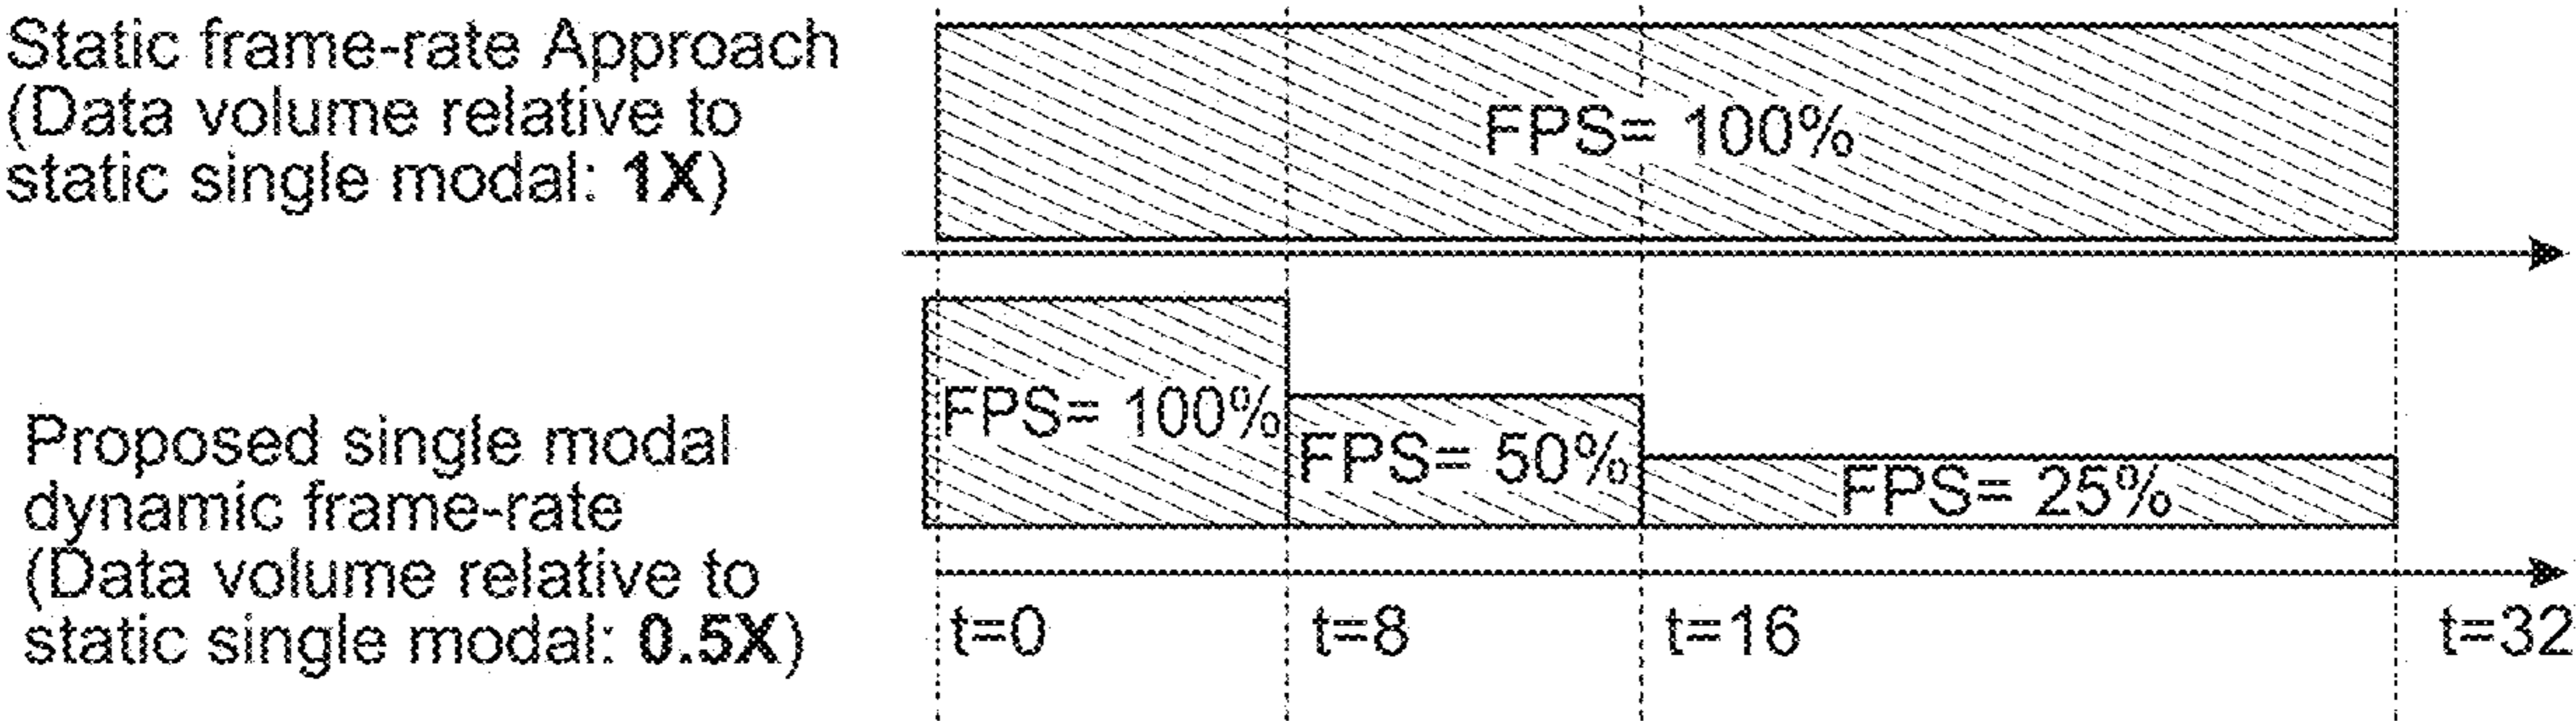 Static frame-rate Approach
(Data volume relative to
static single modal: 1X)
FPS= 100%
Proposed single modal
dynamic frame-rate
(Data volume relative to
static single modal: 0.5X)
FPS= 100%
FPS= 50%
FPS= 25%
t=0
t=8
t=16
t=32